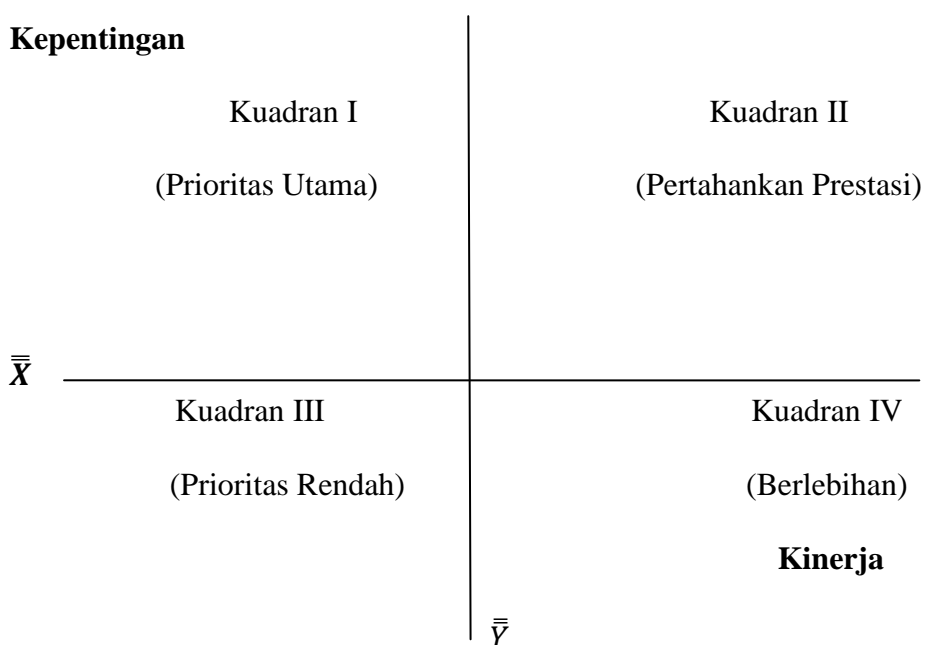 Kepentingan
Kuadran I
Kuadran II
(Prioritas Utama)
(Pertahankan Prestasi)
X̿
Kuadran III
Kuadran IV
(Prioritas Rendah)
(Berlebihan)
Kinerja
Y̿